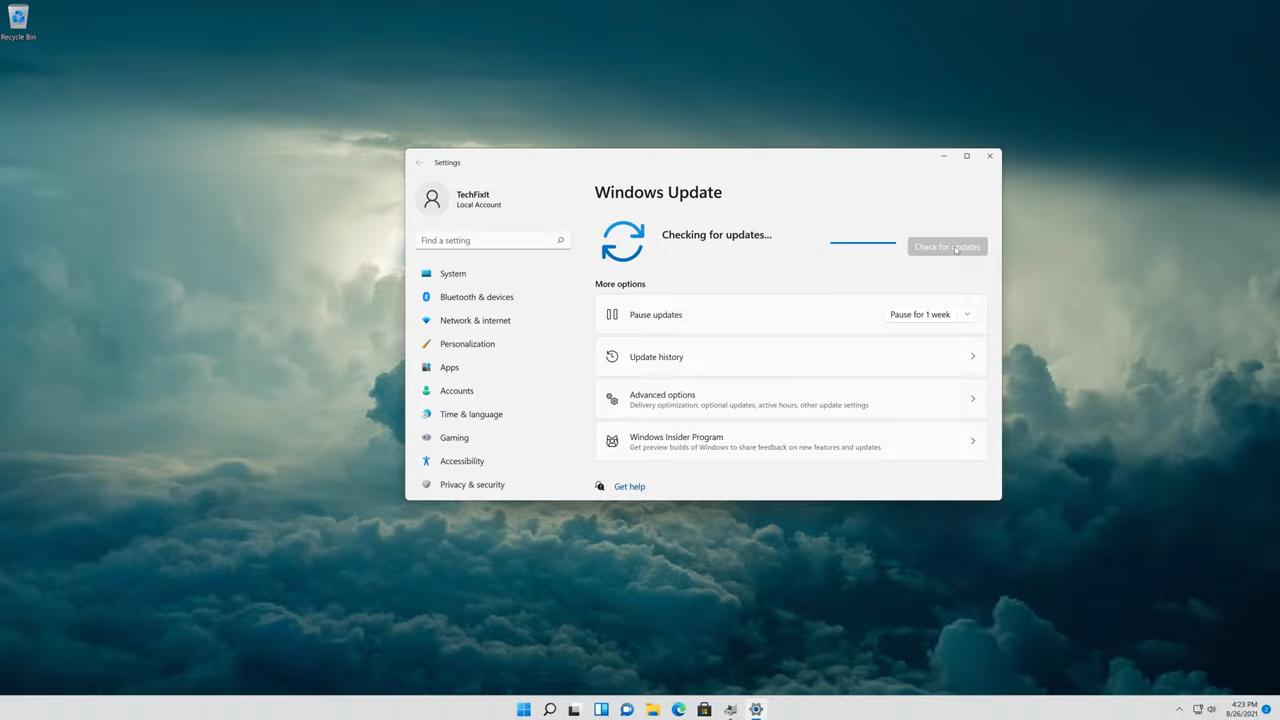 Recycle Bin
Settings
TechFixIt
Local Account
Find a setting
System
Bluetooth & devices
Network & internet
Personalization
Apps
Accounts
Time & language
Gaming
Accessibility
Privacy & security
Windows Update
Checking for updates...
Check for updates
More options
Pause updates
Pause for 1 week
Update history
Advanced options
Delivery optimization, optional updates, active hours, other update settings
Windows Insider Program
Get preview builds of Windows to share feedback on new features and updates
Get help
4:23 PM
8/26/2021
2